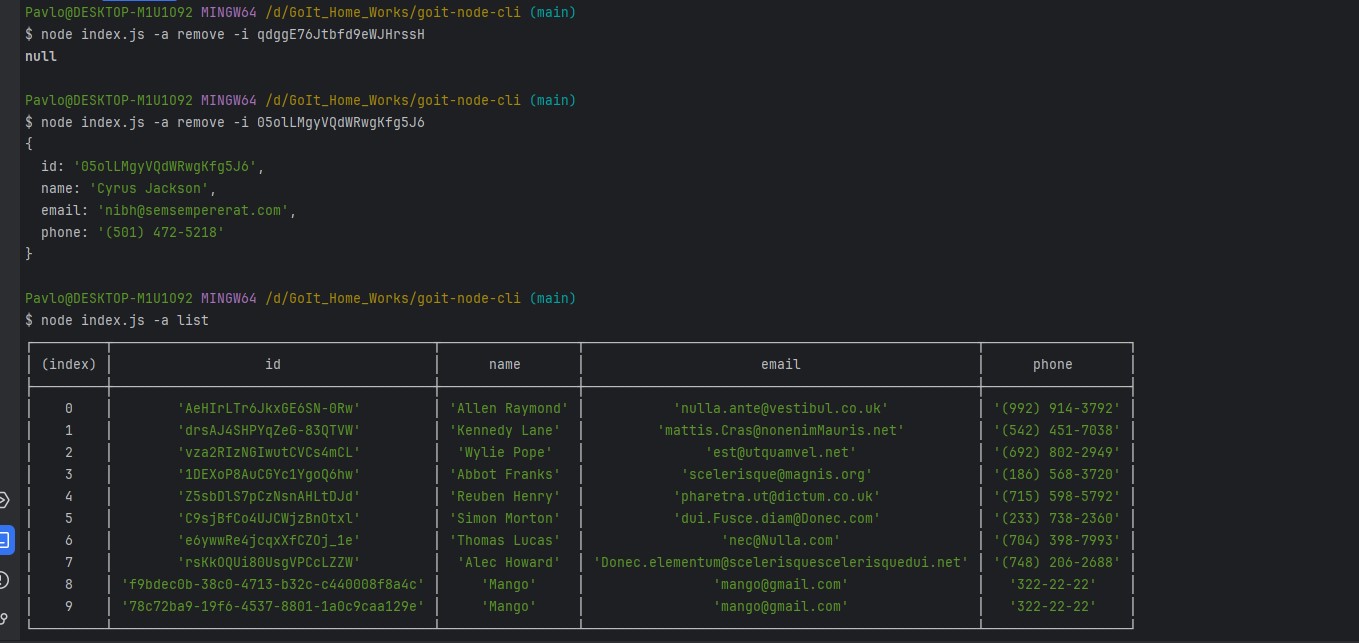 Pavlo@DESKTOP-M1U1O92 MINGW64 /d/GoIt_Home_Works/goit-node-cli (main)
$ node index.js -a remove -i qdggE76Jtbfd9eWJHrssH
null
Pavlo@DESKTOP-M1U1O92 MINGW64 /d/GoIt_Home_Works/goit-node-cli (main)
$ node index.js -a remove -i 05olLMgyVQdWRwgKfg5J6
{
id: '05olLMgyVQdWRwgKfg5J6',
name: 'Cyrus Jackson',
email: 'nibh@semsempererat.com',
phone: '(501) 472-5218'
}
Pavlo@DESKTOP-M1U1O92 MINGW64 /d/GoIt_Home_Works/goit-node-cli (main)
$ node index.js -a list
(index) id name email phone
0 'AeHIrLTr6JkxGE6SN-0Rw' 'Allen Raymond' 'nulla.ante@vestibul.co.uk' '(992) 914-3792'
1 'drsAJ4SHPYqZeG-83QTVW' 'Kennedy Lane' 'mattis.Cras@nonenimMauris.net' '(542) 451-7038'
2 'vza2RIzNGIwutCVCs4mCL' 'Wylie Pope' 'est@utquamvel.net' '(692) 802-2949'
3 '1DEXoP8AuCGYc1YgoQ6hw' 'Abbot Franks' 'scelerisque@magnis.org' '(186) 568-3720'
4 'Z5sbDlS7pCzNsnAHLtDJd' 'Reuben Henry' 'pharetra.ut@dictum.co.uk' '(715) 598-5792'
5 'C9sjBfCo4UJCWjzBnOtxl' 'Simon Morton' 'dui.Fusce.diam@Donec.com' '(233) 738-2360'
6 'e6ywwRe4jcqxXfCZOj_1e' 'Thomas Lucas' 'nec@Nulla.com' '(704) 398-7993'
7 'rsKkOQUi80UsgVPCcLZZW' 'Alec Howard' 'Donec.elementum@scelerisquescelerisquedui.net' '(748) 206-2688'
8 'f9bdec0b-38c0-4713-b32c-c440008f8a4c' 'Mango' 'mango@gmail.com' '322-22-22'
9 '78c72ba9-19f6-4537-8801-1a0c9caa129e' 'Mango' 'mango@gmail.com' '322-22-22'